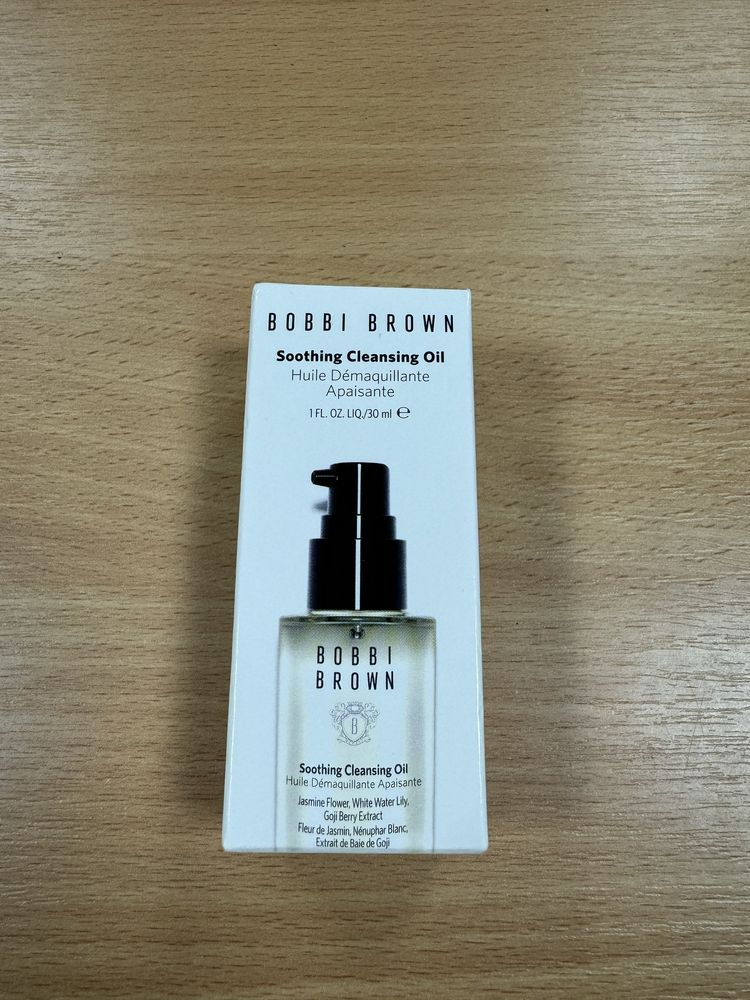 BOBBI BROWN
Soothing Cleansing Oil
Huile Démaquillante
Apaisante
1 FL. OZ. LIQ./30 ml ℮
BOBBI
BROWN
B
Soothing Cleansing Oil
Huile Démaquillante Apaisante
Jasmine Flower, White Water Lily,
Goji Berry Extract
Fleur de Jasmin, Nénuphar Blanc,
Extrait de Baie de Goji